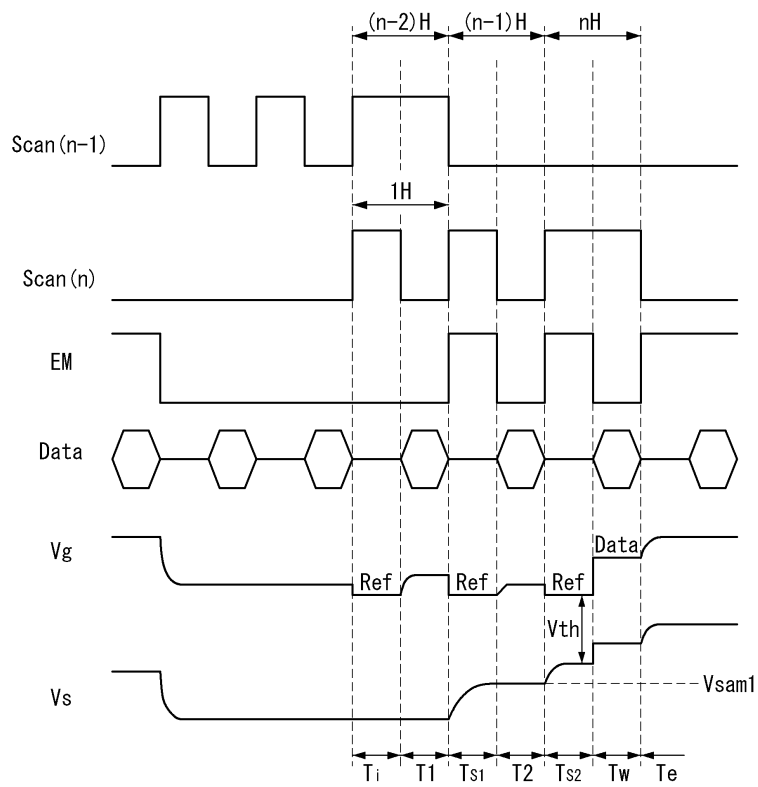 (n-2)H (n-1)H nH
Scan(n-1)
1H
Scan(n)
EM
Data
Vg Ref Ref Ref Data
Vth
Vs Vsam1
Ti T1 TS1 T2 TS2 Tw Te